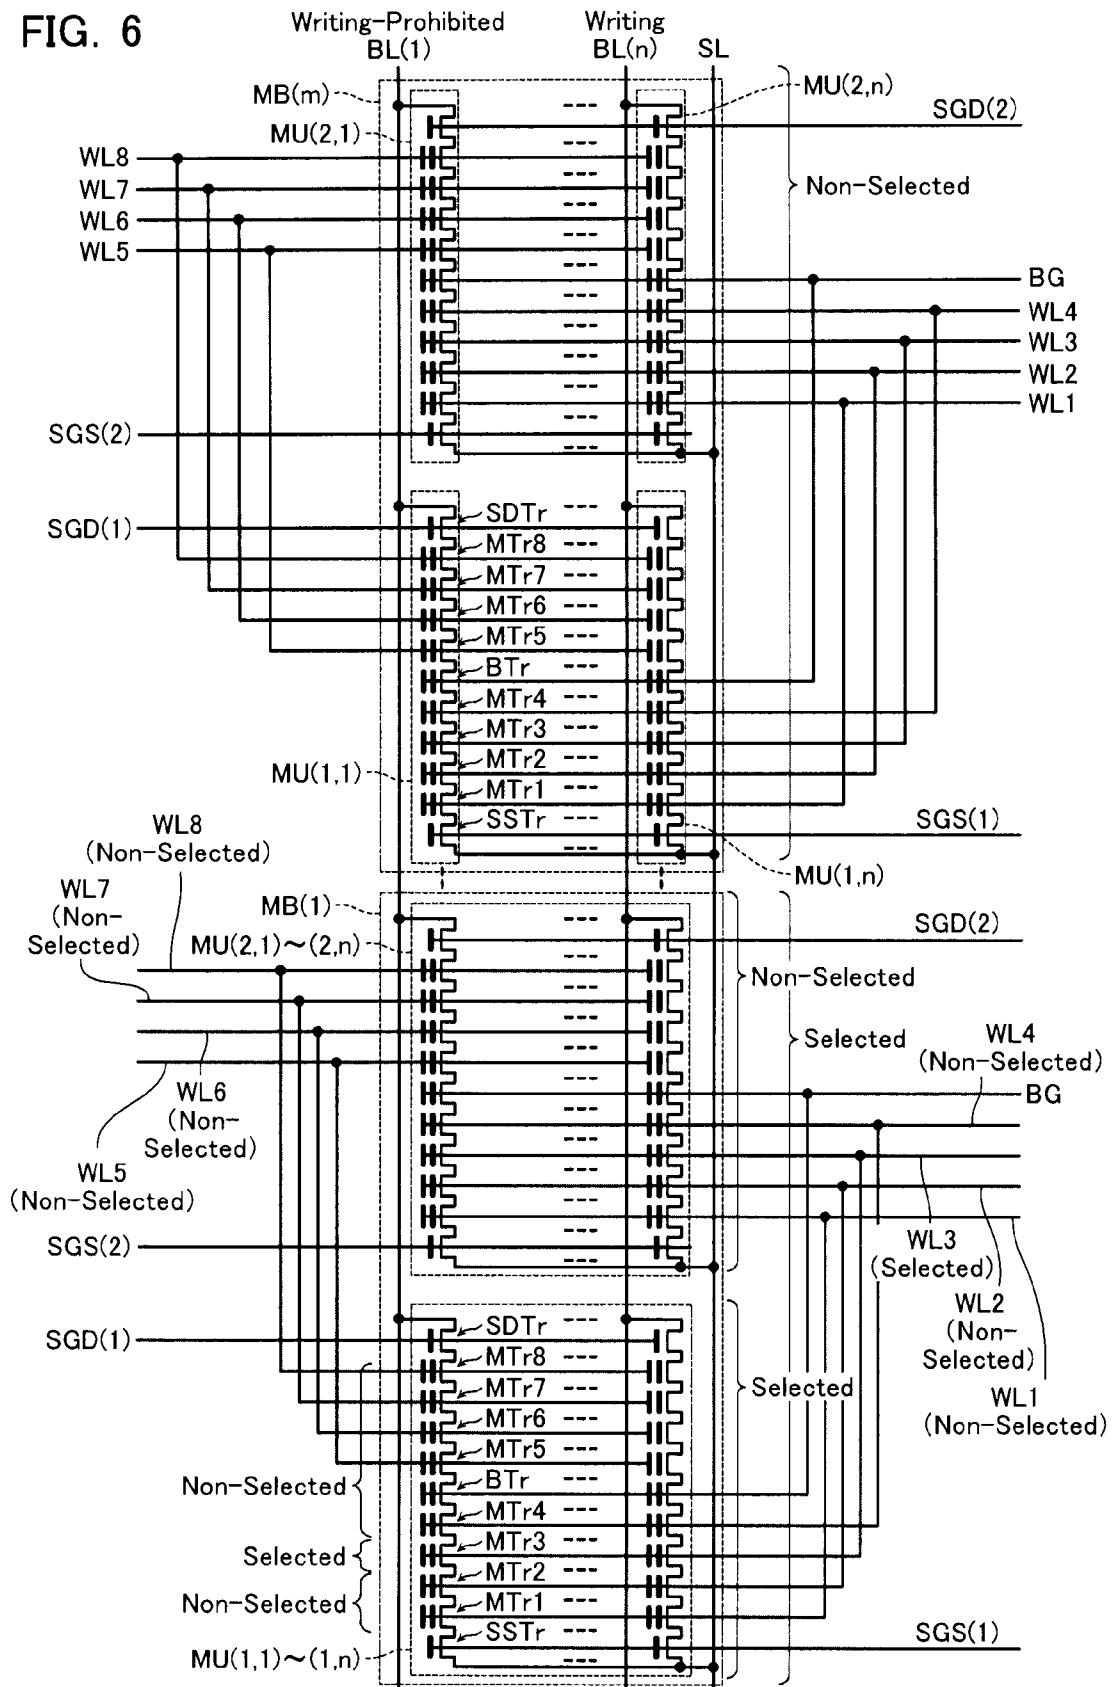 FIG. 6
Writing-Prohibited
BL(1)
Writing
BL(n)
SL
MB(m)
MU(2,n)
SGD(2)
MU(2,1)
WL8
WL7
Non-Selected
WL6
WL5
BG
WL4
WL3
WL2
WL1
SGS(2)
SGD(1)
SDTr
MTr8
MTr7
MTr6
MTr5
BTr
MTr4
MTr3
MTr2
MU(1,1)
MTr1
SSTr
SGS(1)
WL8
(Non-Selected)
MU(1,n)
WL7
(Non-
Selected)
MB(1)
SGD(2)
MU(2,1)~(2,n)
Non-Selected
Selected
WL4
(Non-Selected)
WL6
(Non-
Selected)
BG
WL5
(Non-Selected)
SGS(2)
WL3
(Selected)
WL2
(Non-
Selected)
WL1
(Non-Selected)
SGD(1)
SDTr
MTr8
Selected
MTr7
MTr6
MTr5
Non-Selected
BTr
MTr4
Selected
MTr3
MTr2
Non-Selected
MTr1
SSTr
SGS(1)
MU(1,1)~(1,n)